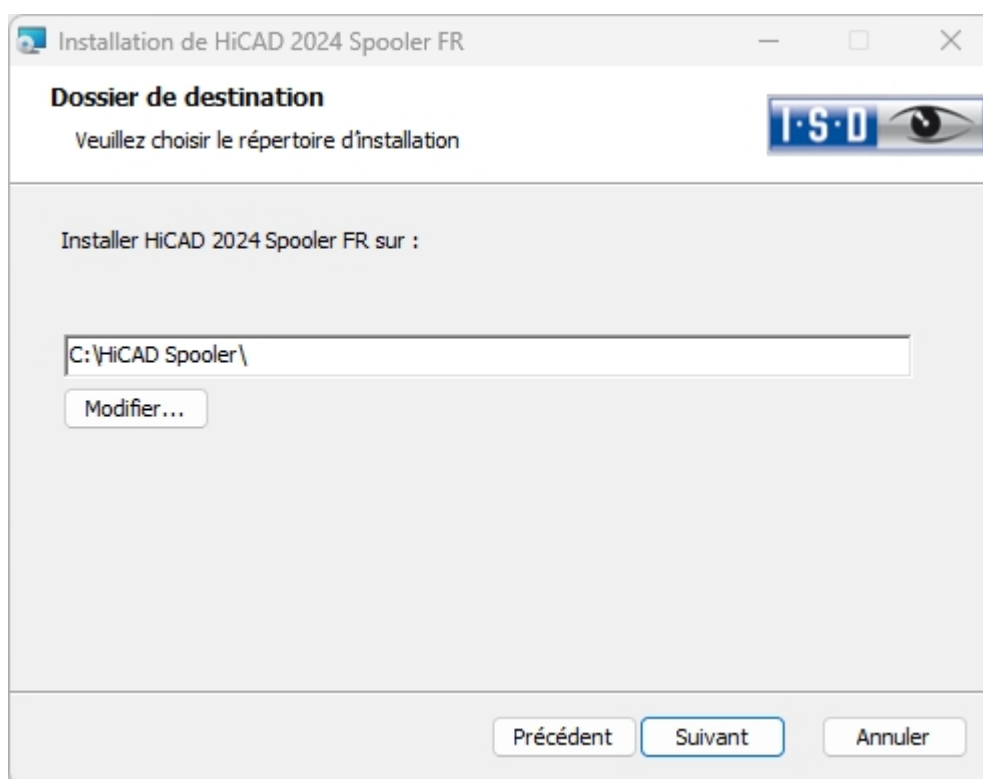 Installation de HiCAD 2024 Spooler FR
Dossier de destination
Veuillez choisir le répertoire d'installation
I·S·D
Installer HiCAD 2024 Spooler FR sur :
C:\HiCAD Spooler\
Modifier...
Précédent Suivant Annuler